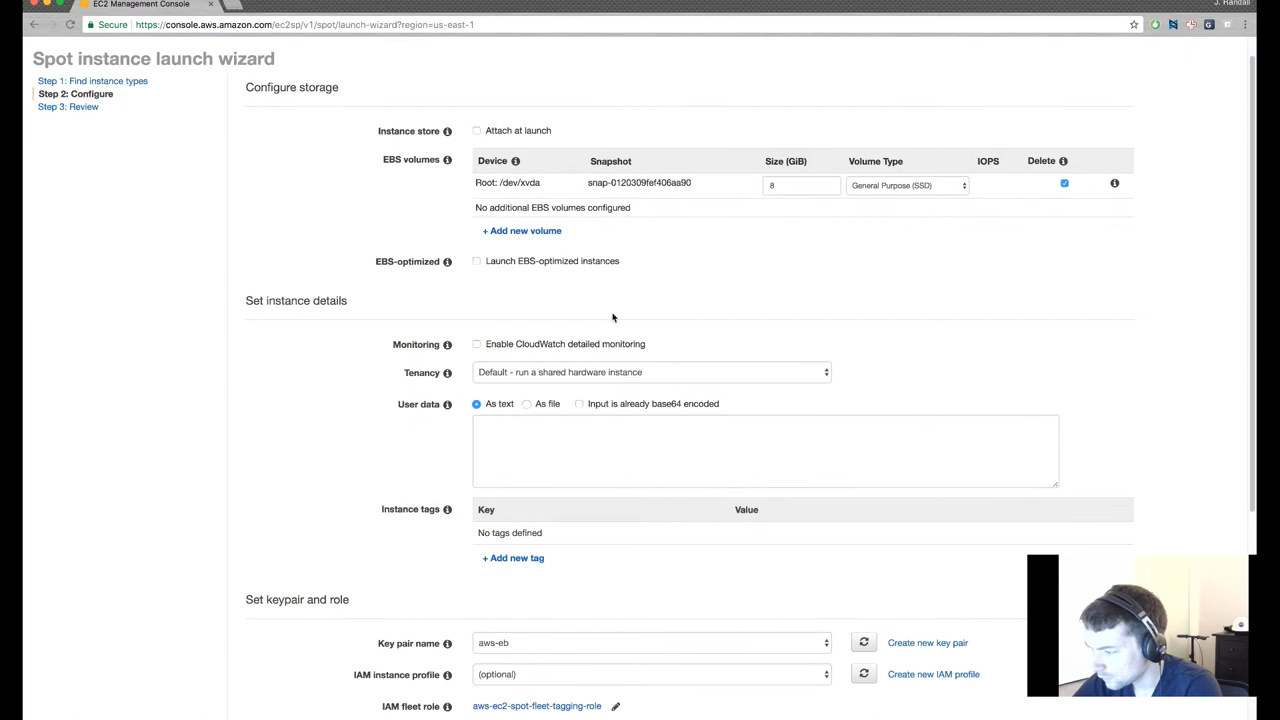 EC2 Management Console
J. Randall
Secure https://console.aws.amazon.com/ec2sp/v1/spot/launch-wizard?region=us-east-1
Spot instance launch wizard
Step 1: Find instance types
Step 2: Configure
Step 3: Review
Configure storage
Instance store Attach at launch
EBS volumes Device Snapshot Size (GiB) Volume Type IOPS Delete
Root: /dev/xvda snap-0120309fef406aa90 8 General Purpose (SSD)
No additional EBS volumes configured
+ Add new volume
EBS-optimized Launch EBS-optimized instances
Set instance details
Monitoring Enable CloudWatch detailed monitoring
Tenancy Default - run a shared hardware instance
User data As text As file Input is already base64 encoded
Instance tags Key Value
No tags defined
+ Add new tag
Set keypair and role
Key pair name aws-eb Create new key pair
IAM instance profile (optional) Create new IAM profile
IAM fleet role aws-ec2-spot-fleet-tagging-role